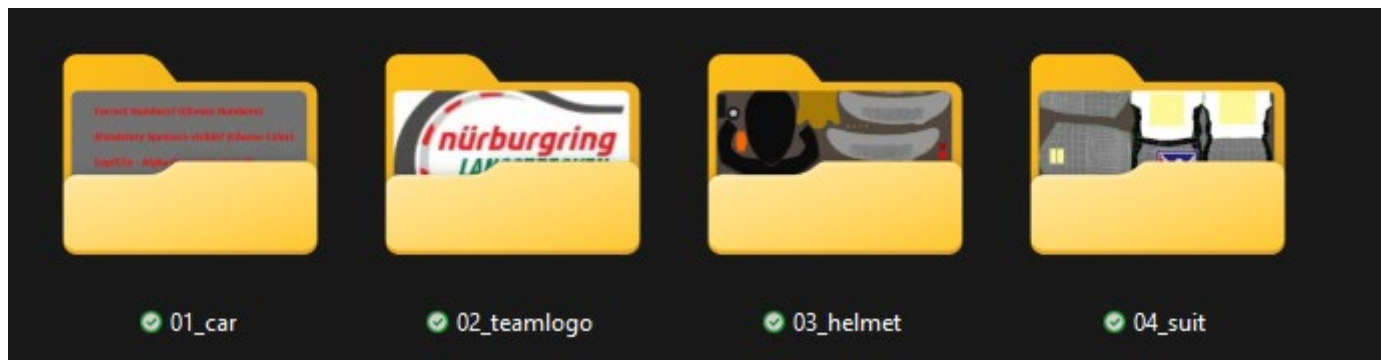 Correct Numbers? (Choose Numbers)
Mandatory Sponsors visible? (Choose Color)
nürburgring
01_car
02_teamlogo
03_helmet
04_suit